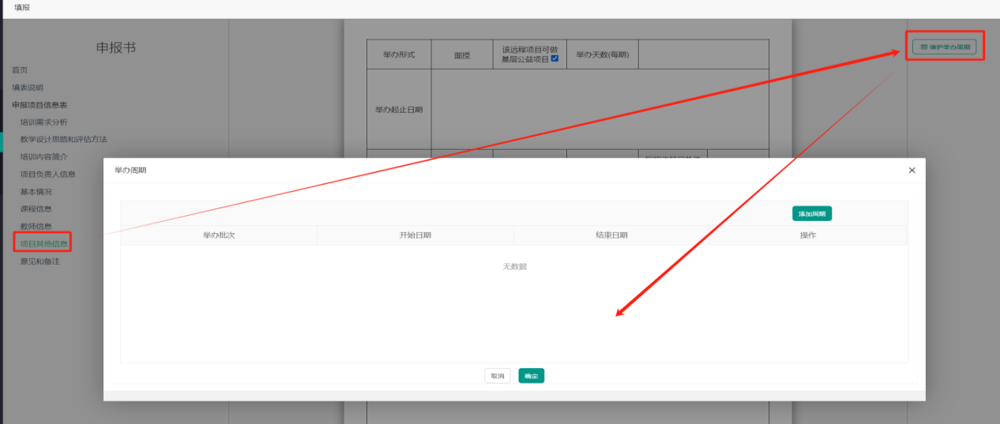 填报
申报书
首页
填表说明
申报项目信息表
培训需求分析
教学设计思路和评估方法
培训内容简介
项目负责人信息
基本情况
课程信息
教师信息
项目其他信息
意见和备注
举办形式
面授
该远程项目可做
基层公益项目
举办天数(每期)
举办起止日期
维护举办周期
举办周期
添加周期
举办批次
开始日期
结束日期
操作
无数据
取消
确定